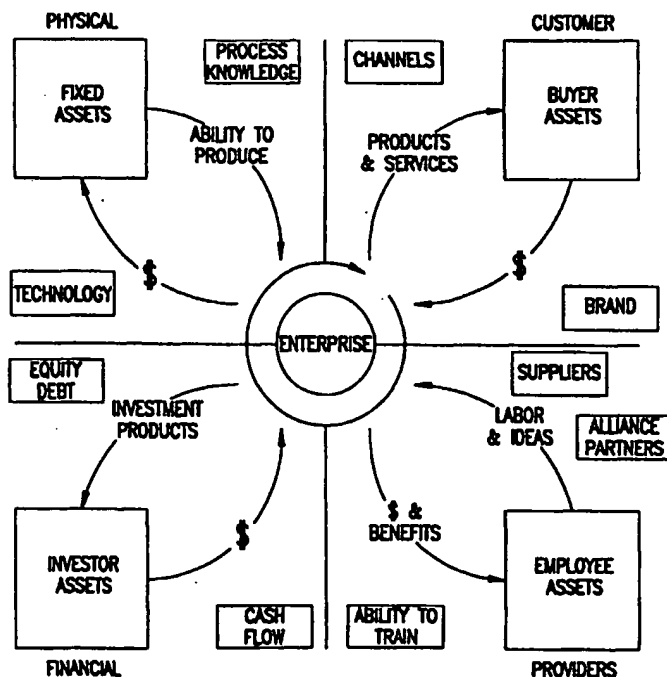 PHYSICAL
CUSTOMER
PROCESS
KNOWLEDGE
CHANNELS
FIXED
ASSETS
BUYER
ASSETS
ABILITY TO
PRODUCE
PRODUCTS
& SERVICES
$
$
TECHNOLOGY
BRAND
ENTERPRISE
EQUITY
DEBT
SUPPLIERS
INVESTMENT
PRODUCTS
LABOR
& IDEAS
ALLIANCE
PARTNERS
$
$ &
BENEFITS
INVESTOR
ASSETS
EMPLOYEE
ASSETS
CASH
FLOW
ABILITY TO
TRAIN
FINANCIAL
PROVIDERS